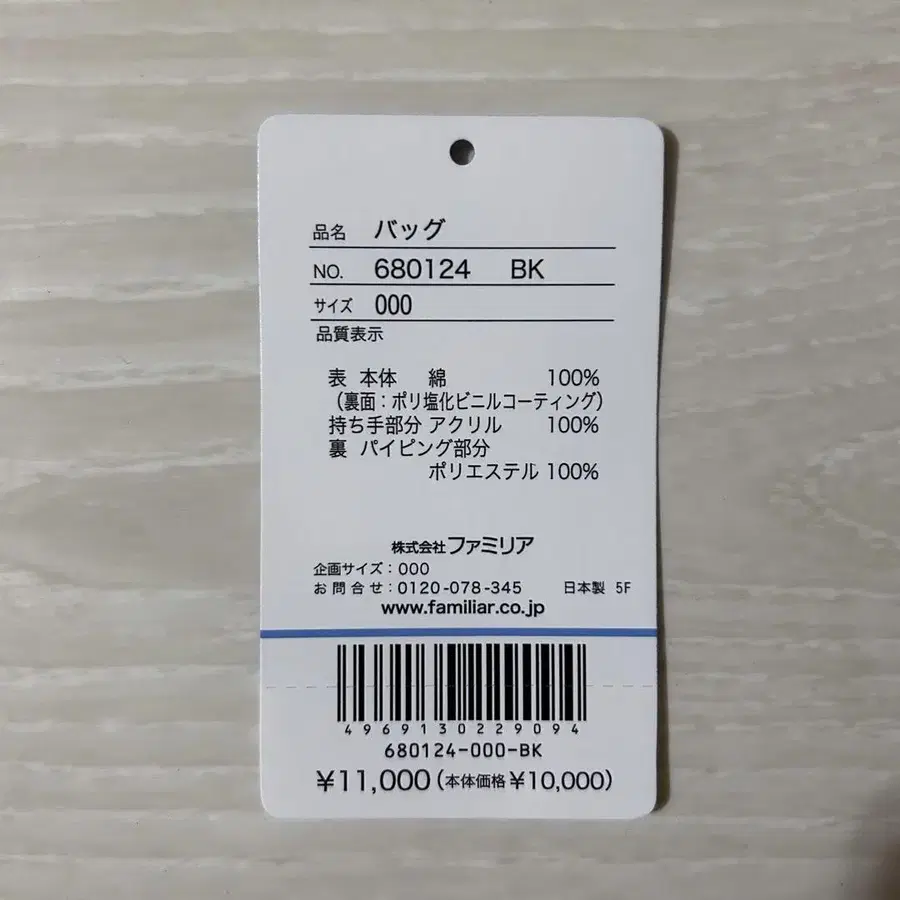 品名 バッグ
NO. 680124 BK
サイズ 000
品質表示
表 本体 綿 100%
（裏面：ポリ塩化ビニルコーティング）
持ち手部分 アクリル 100%
裏 パイピング部分
ポリエステル 100%
株式会社ファミリア
企画サイズ：000
お問合せ：0120-078-345 日本製 5F
www.familiar.co.jp
4969130229094
680124-000-BK
¥11,000(本体価格¥10,000)